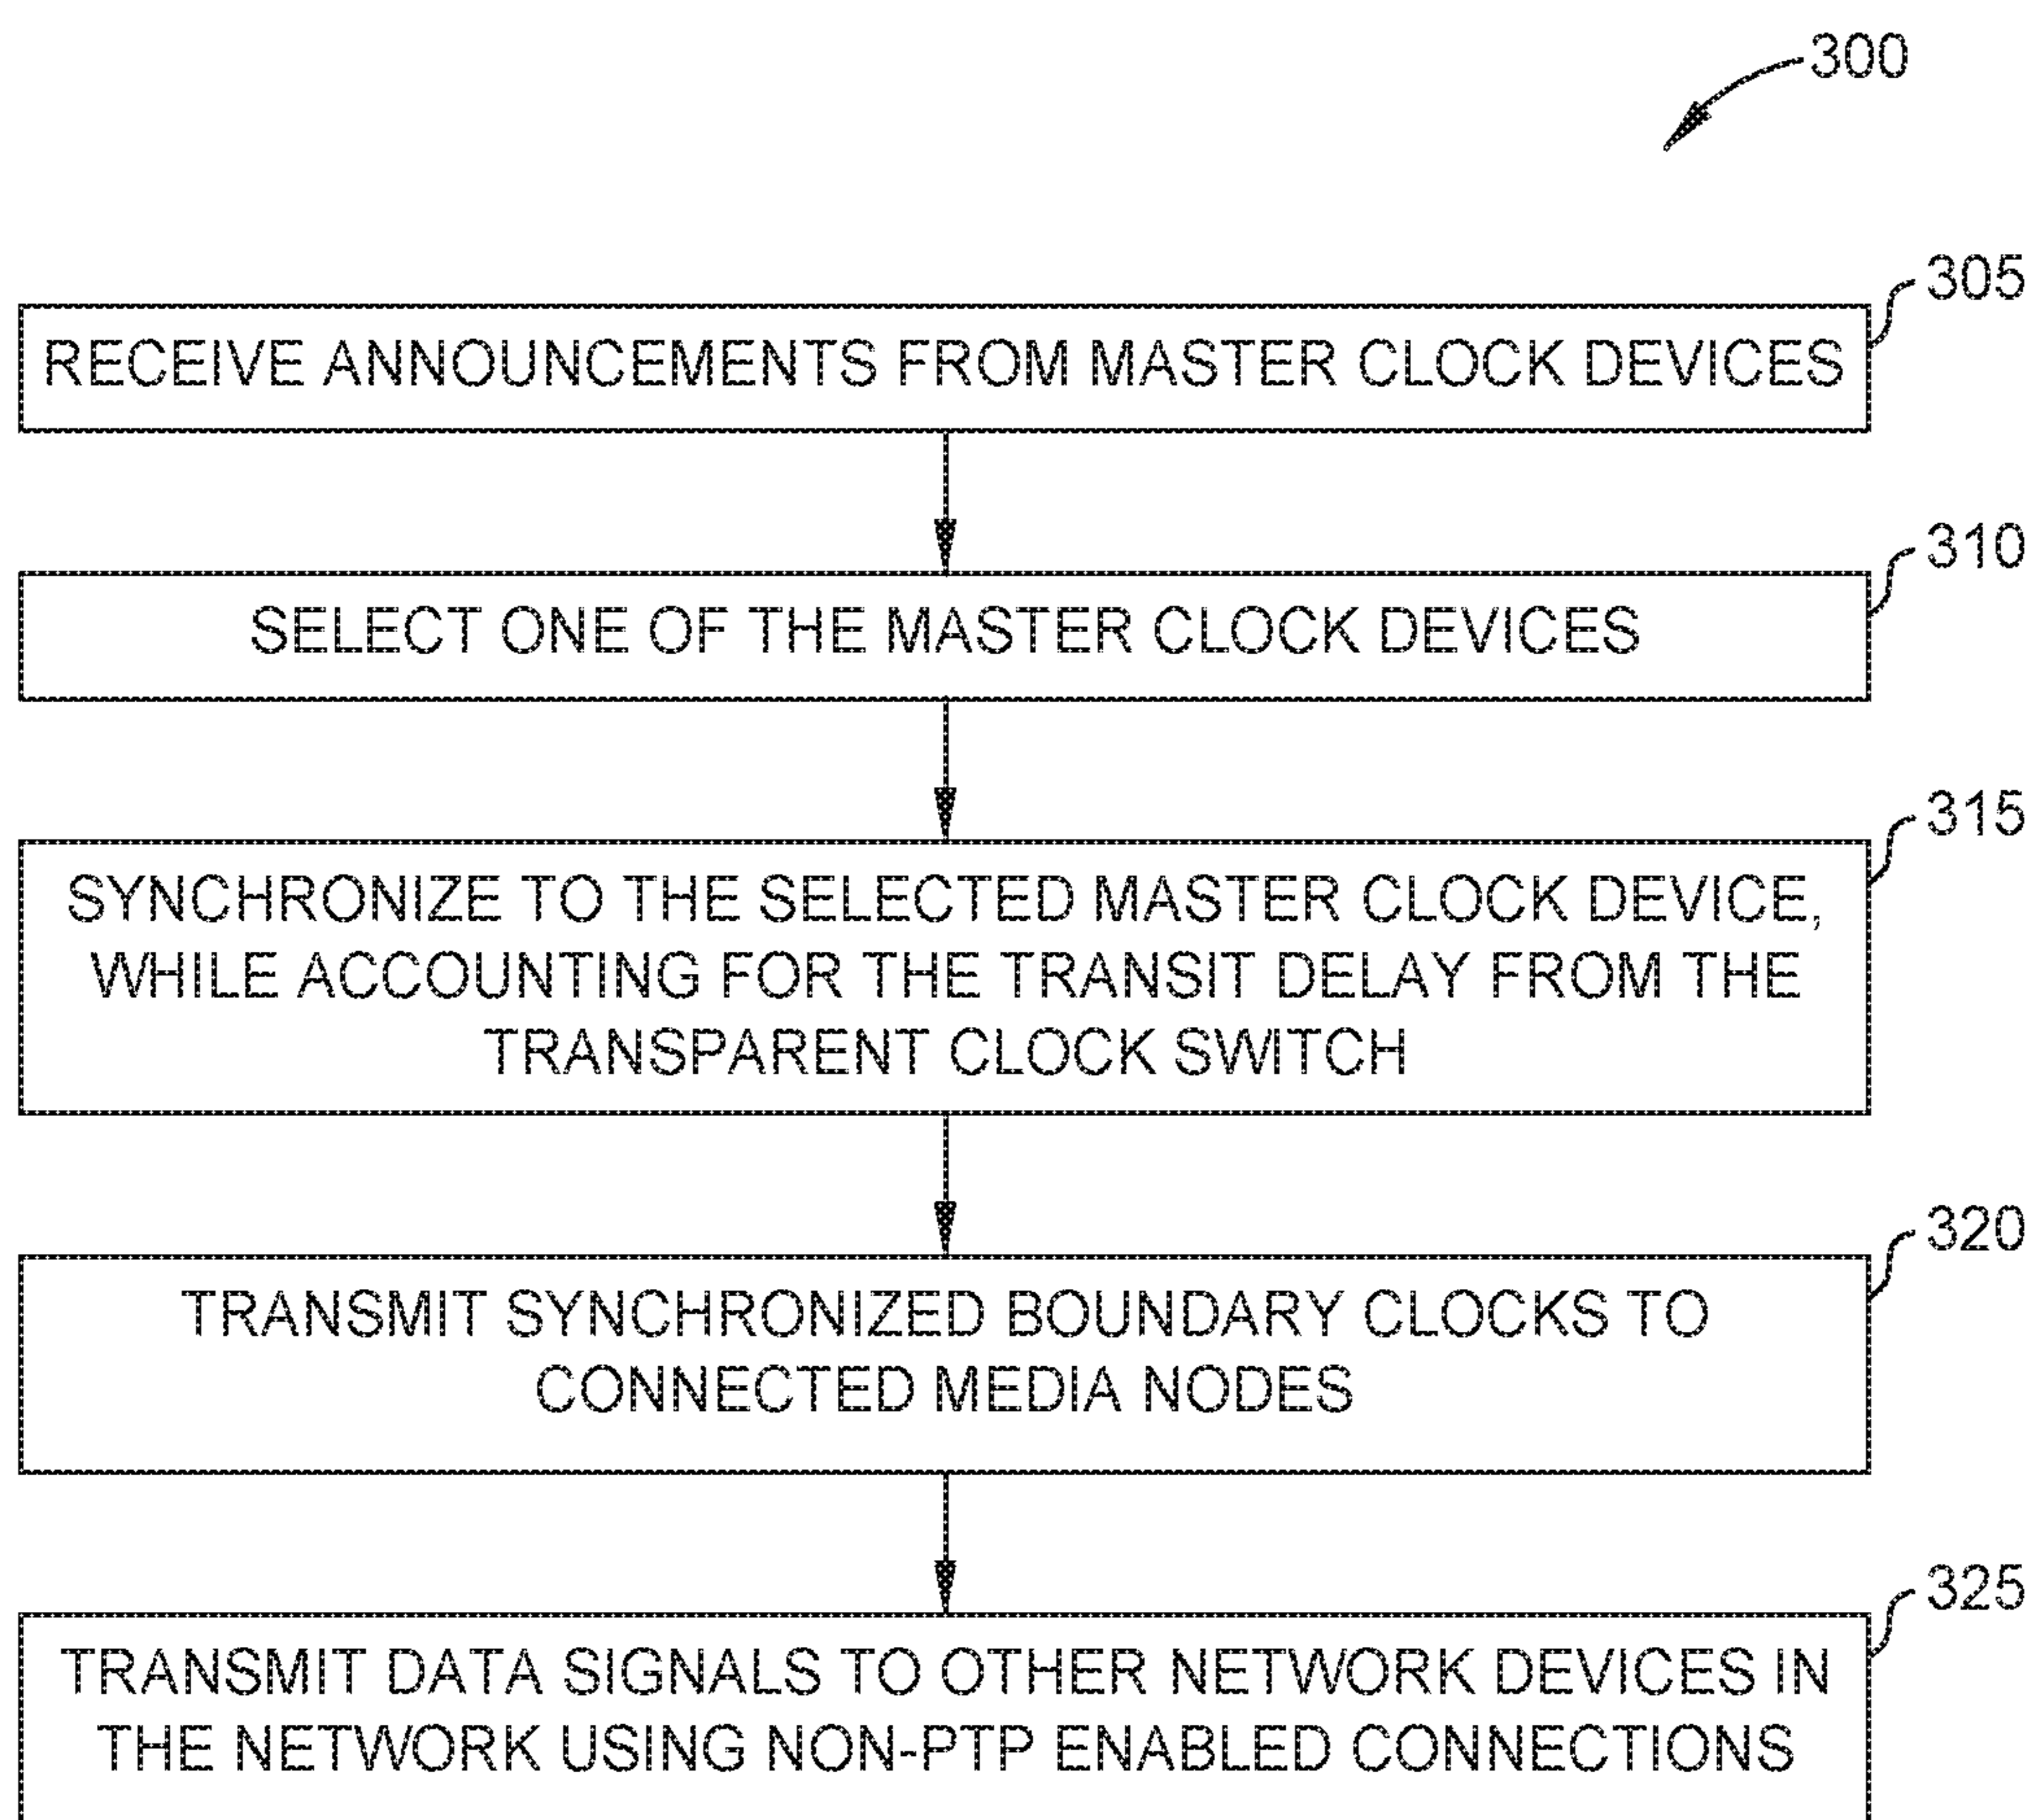 300
305
RECEIVE ANNOUNCEMENTS FROM MASTER CLOCK DEVICES
310
SELECT ONE OF THE MASTER CLOCK DEVICES
315
SYNCHRONIZE TO THE SELECTED MASTER CLOCK DEVICE,
WHILE ACCOUNTING FOR THE TRANSIT DELAY FROM THE
TRANSPARENT CLOCK SWITCH
320
TRANSMIT SYNCHRONIZED BOUNDARY CLOCKS TO
CONNECTED MEDIA NODES
325
TRANSMIT DATA SIGNALS TO OTHER NETWORK DEVICES IN
THE NETWORK USING NON-PTP ENABLED CONNECTIONS